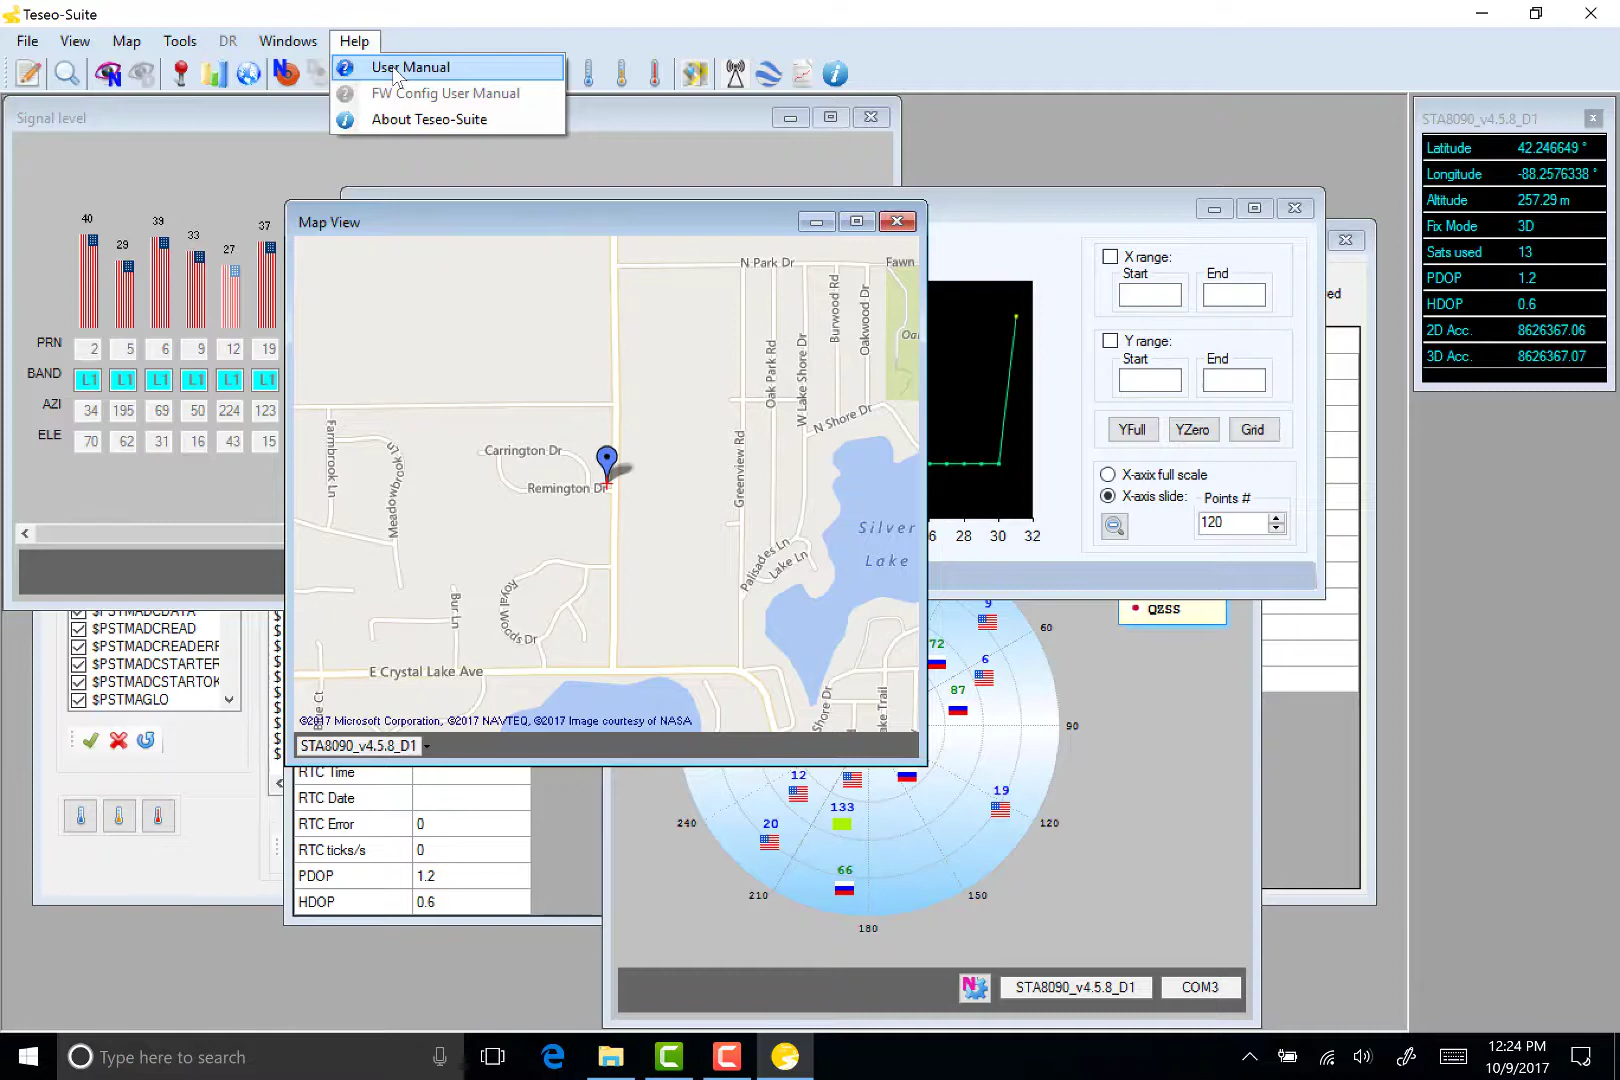 Teseo-Suite
File View Map Tools DR Windows Help
User Manual
FW Config User Manual
About Teseo-Suite
Signal level
40 29 39 33 27 37
PRN 2 5 6 9 12 19
BAND L1 L1 L1 L1 L1 L1
AZI 34 195 69 50 224 123
ELE 70 62 31 16 43 15
Map View
N Park Dr
Fawn
Burwood Rd
Oakwood Dr
Oak Park Rd
W Lake Shore Dr
N Shore Dr
Greenview Rd
Farmbrook Ln
Meadowbrook Ln
Carrington Dr
Remington Dr
Silver
Lake
Palisades Ln
Lake Ln
Royal Woods Dr
Bur Ln
E Crystal Lake Ave
Shore Dr
Lake Trail
©2017 Microsoft Corporation, ©2017 NAVTEQ, ©2017 Image courtesy of NASA
STA8090_v4.5.8_D1
X range:
Start End
Y range:
Start End
YFull YZero Grid
X-axix full scale
X-axis slide:
Points #
120
28 30 32
ed
STA8090_v4.5.8_D1
Latitude 42.246649 °
Longitude -88.2576338 °
Altitude 257.29 m
Fix Mode 3D
Sats used 13
PDOP 1.2
HDOP 0.6
2D Acc. 8626367.06
3D Acc. 8626367.07
$PSTMADCDATA
$PSTMADCREAD
$PSTMADCREADERF
$PSTMADCSTARTER
$PSTMADCSTARTOK
$PSTMAGLO
RTC Time
RTC Date
RTC Error 0
RTC ticks/s 0
PDOP 1.2
HDOP 0.6
QZSS
9
72
6
87
12
19
133
20
66
60
90
120
150
180
210
240
STA8090_v4.5.8_D1 COM3
Type here to search
12:24 PM
10/9/2017